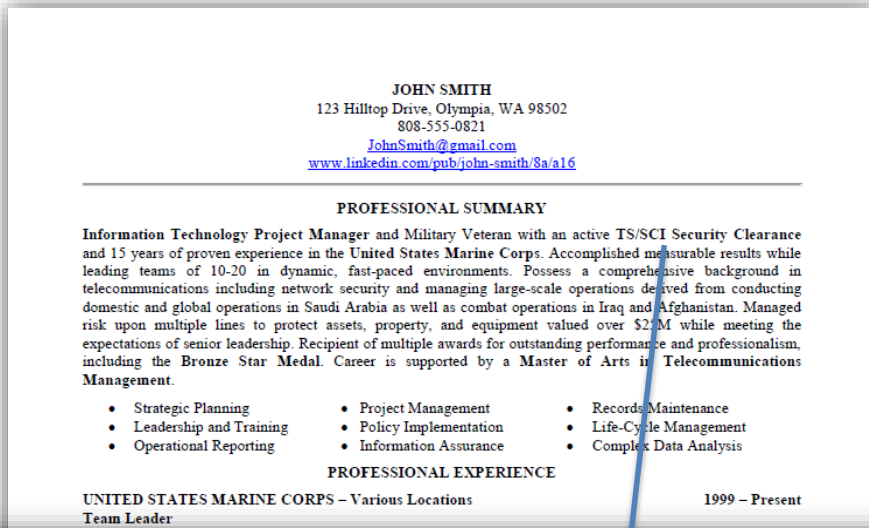 JOHN SMITH
123 Hilltop Drive, Olympia, WA 98502
808-555-0821
JohnSmith@gmail.com
www.linkedin.com/pub/john-smith/8a/a16
PROFESSIONAL SUMMARY
Information Technology Project Manager and Military Veteran with an active TS/SCI Security Clearance
and 15 years of proven experience in the United States Marine Corps. Accomplished measurable results while
leading teams of 10-20 in dynamic, fast-paced environments. Possess a comprehensive background in
telecommunications including network security and managing large-scale operations derived from conducting
domestic and global operations in Saudi Arabia as well as combat operations in Iraq and Afghanistan. Managed
risk upon multiple lines to protect assets, property, and equipment valued over while meeting the
expectations of senior leadership. Recipient of multiple awards for outstanding performance and professionalism,
including the Bronze Star Medal. Career is supported by a Master of Arts in Telecommunications
Management.
• Strategic Planning • Project Management • Records Maintenance
• Leadership and Training • Policy Implementation • Life-Cycle Management
• Operational Reporting • Information Assurance • Complex Data Analysis
PROFESSIONAL EXPERIENCE
UNITED STATES MARINE CORPS – Various Locations 1999 – Present
Team Leader